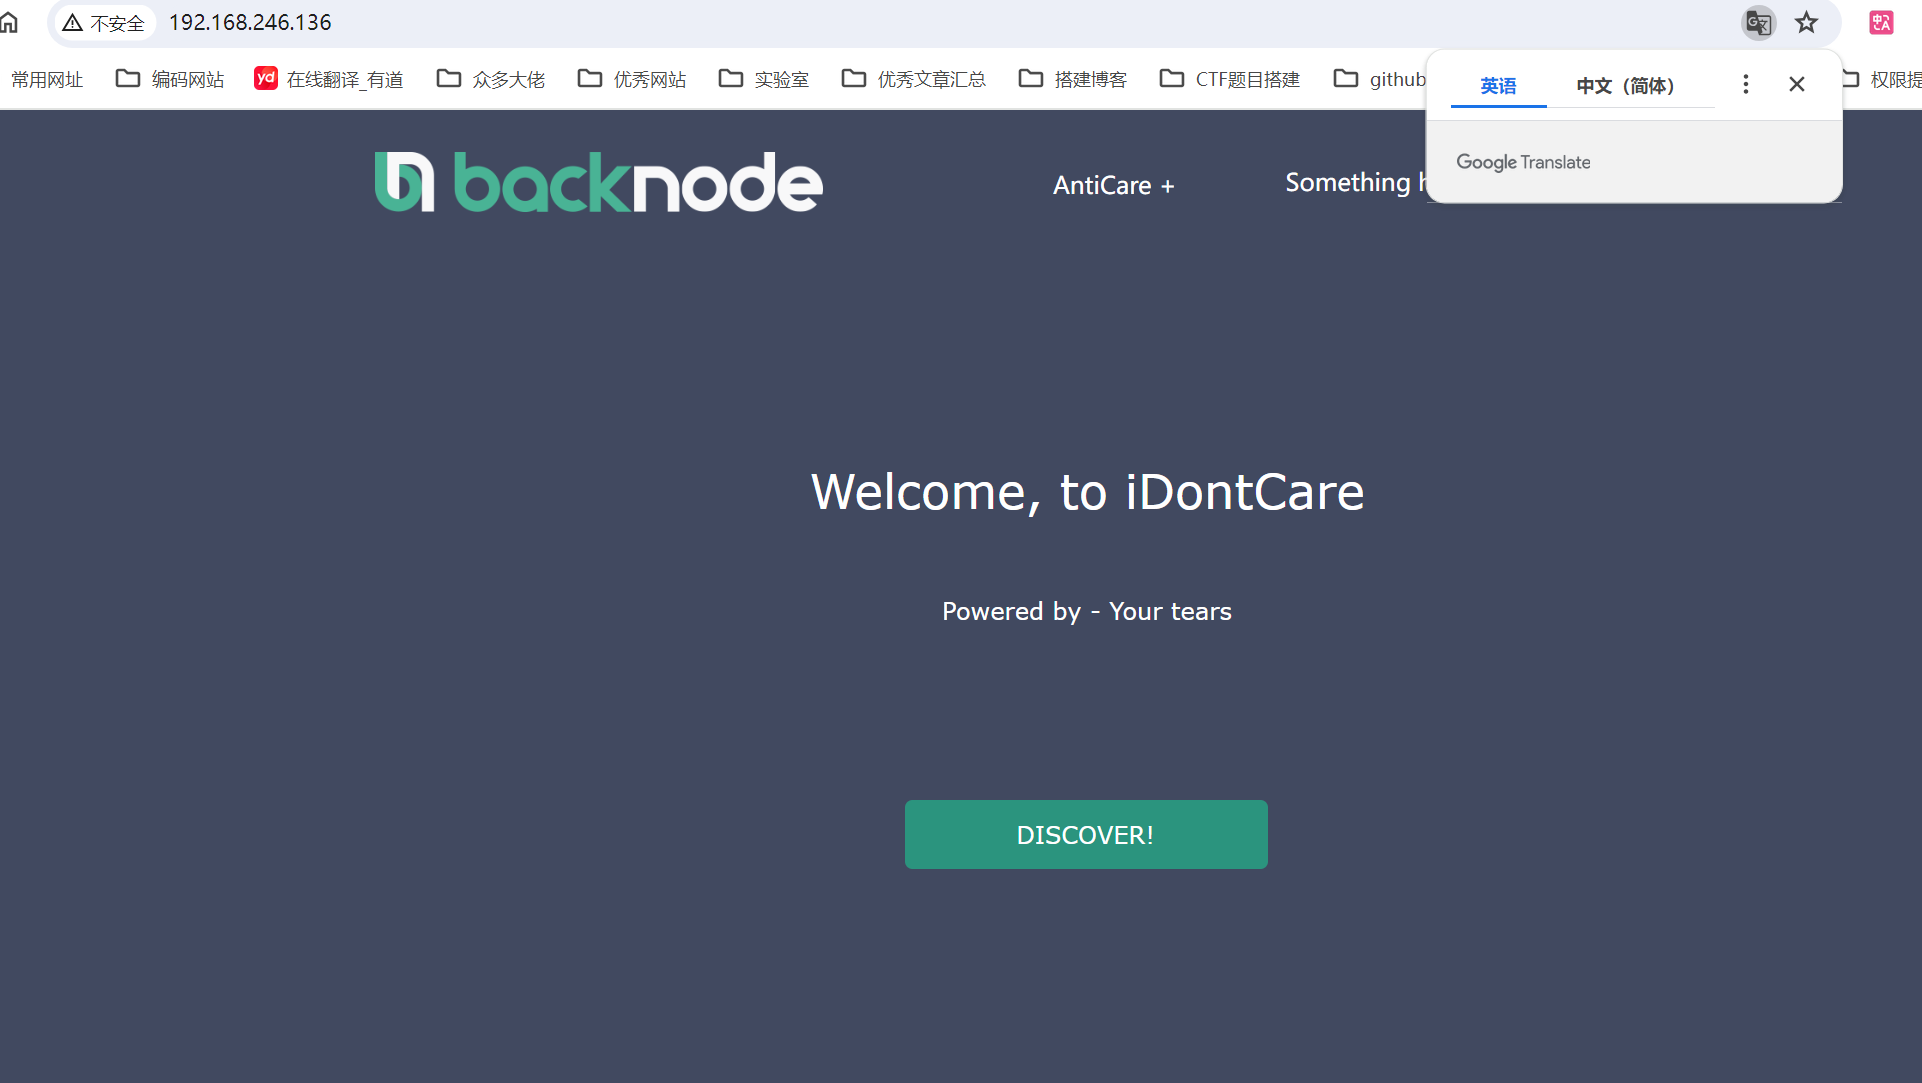 不安全 192.168.246.136
常用网址 编码网站 yd 在线翻译_有道 众多大佬 优秀网站 实验室 优秀文章汇总 搭建博客 CTF题目搭建 github 权限提
英语 中文（简体）
Google Translate
bn backnode AntiCare + Something
Welcome, to iDontCare
Powered by - Your tears
DISCOVER!